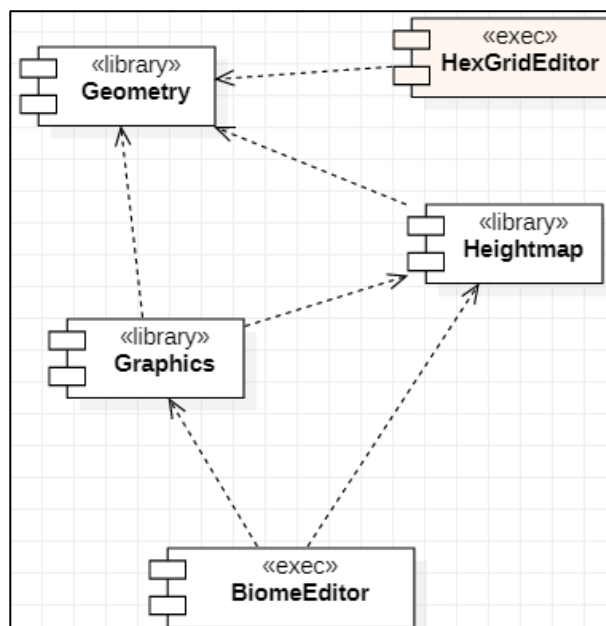 «library»
Geometry
«exec»
HexGridEditor
«library»
Heightmap
«library»
Graphics
«exec»
BiomeEditor